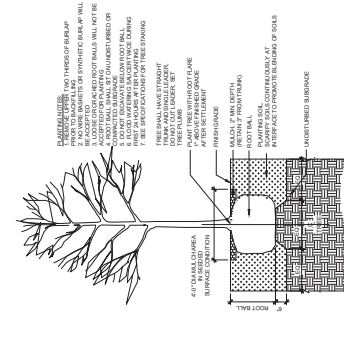 PLANTING NOTES:
1. REMOVE UPPER TWO THIRDS OF BURLAP
PRIOR TO BACKFILLING
2. NO WIRE BASKETS OR SYNTHETIC BURLAP WILL
BE ACCEPTED
3. LOOSE OR CRACKED ROOT BALLS WILL NOT BE
ACCEPTED FOR PLANTING
4. ROOT BALL SHALL SIT ON UNDISTURBED OR
COMPACTED SUBGRADE
5. DO NOT EXCAVATE BELOW ROOT BALL
6. FLOOD WATERING SAUCER TWICE DURING
FIRST 24 HOURS AFTER PLANTING
7. SEE SPECIFICATIONS FOR TREE STAKING
TREE SHALL HAVE STRAIGHT
TRUNK AND SINGLE LEADER.
DO NOT CUT LEADER, SET
TREE PLUMB
PLANT TREE WITH ROOT FLARE
1" ABOVE FINISHED GRADE
AFTER SETTLEMENT
FINISH GRADE
MULCH, 2" MIN. DEPTH
(RETAIN 2" FROM TRUNK)
ROOT BALL
PLANTING SOIL,
SCARIFY SOILS CONTINUOUSLY AT
INTERFACE TO PROMOTE BLENDING OF SOILS
UNDISTURBED SUBGRADE
4'-0" DIA MULCH AREA
IN SEEDED
SURFACE CONDITION
ROOT BALL
6"
EQ
EQ